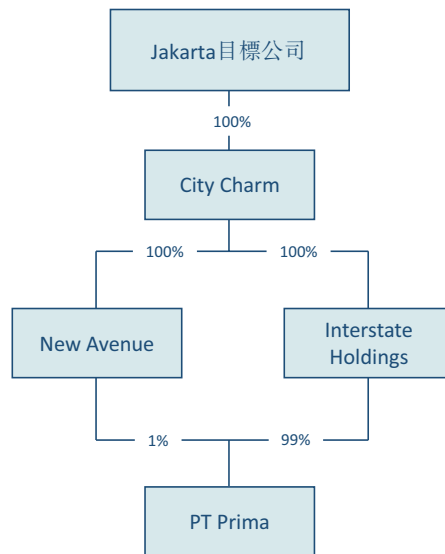 Jakarta目標公司
100%
City Charm
100%
100%
New Avenue
Interstate
Holdings
1%
99%
PT Prima